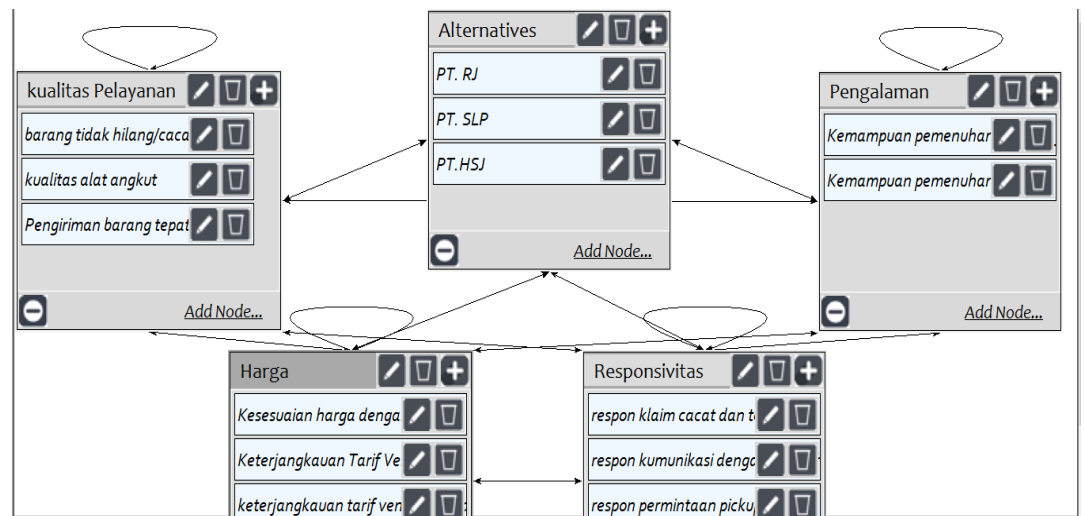 Alternatives
PT. RJ
PT. SLP
PT.HSJ
Add Node...
kualitas Pelayanan
barang tidak hilang/caca
kualitas alat angkut
Pengiriman barang tepat
Add Node...
Pengalaman
Kemampuan pemenuhar
Kemampuan pemenuhar
Add Node...
Harga
Kesesuaian harga denga
Keterjangkauan Tarif Ve
keterjangkauan tarif ven
Responsivitas
respon klaim cacat dan t
respon kumunikasi denga
respon permintaan picku